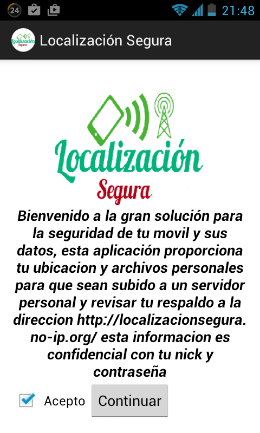 24
21:48
Localización
Segura
Localización Segura
Localización
Segura
Bienvenido a la gran solución para
la seguridad de tu movil y sus
datos, esta aplicación proporciona
tu ubicacion y archivos personales
para que sean subido a un servidor
personal y revisar tu respaldo a la
direccion http://localizacionsegura.
no-ip.org/ esta informacion es
confidencial con tu nick y
contraseña
Acepto
Continuar